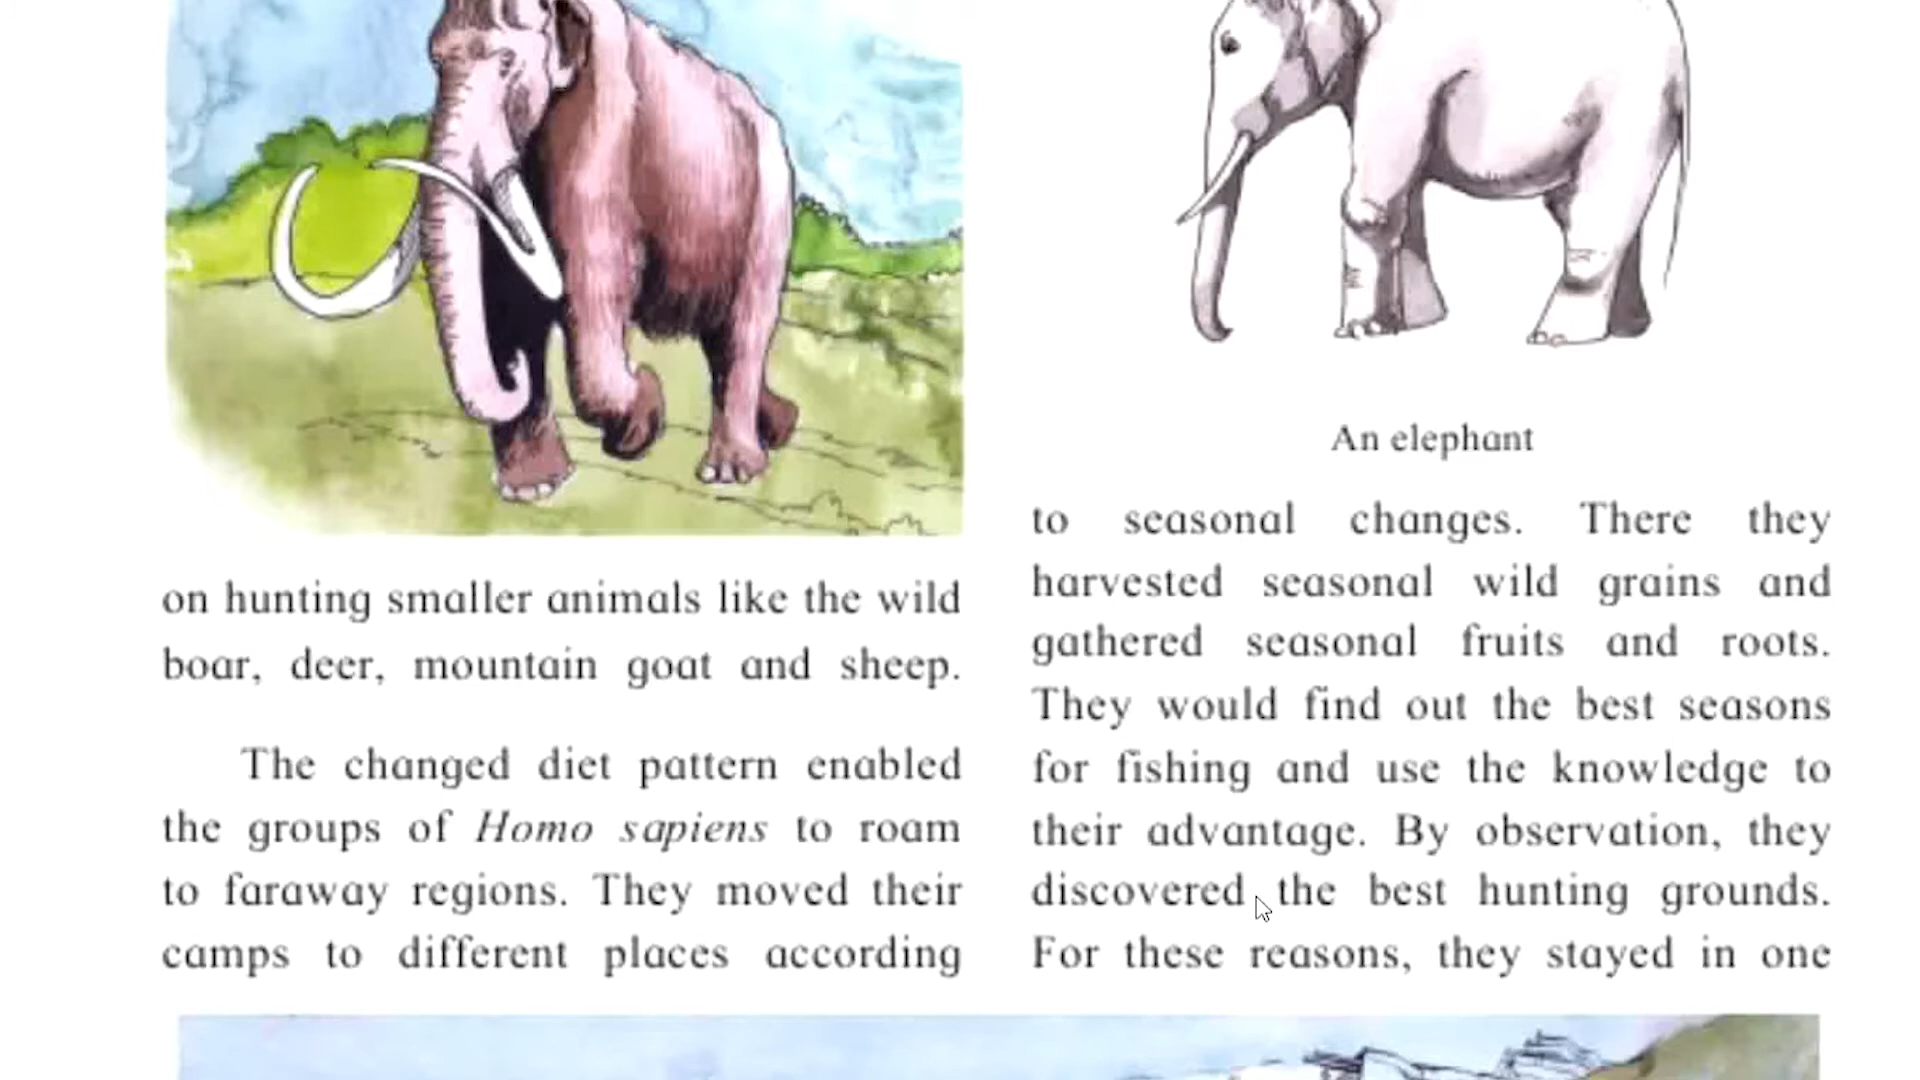 on hunting smaller animals like the wild
boar, deer, mountain goat and sheep.
The changed diet pattern enabled
the groups of Homo sapiens to roam
to faraway regions. They moved their
camps to different places according
An elephant
to seasonal changes. There they
harvested seasonal wild grains and
gathered seasonal fruits and roots.
They would find out the best seasons
for fishing and use the knowledge to
their advantage. By observation, they
discovered the best hunting grounds.
For these reasons, they stayed in one